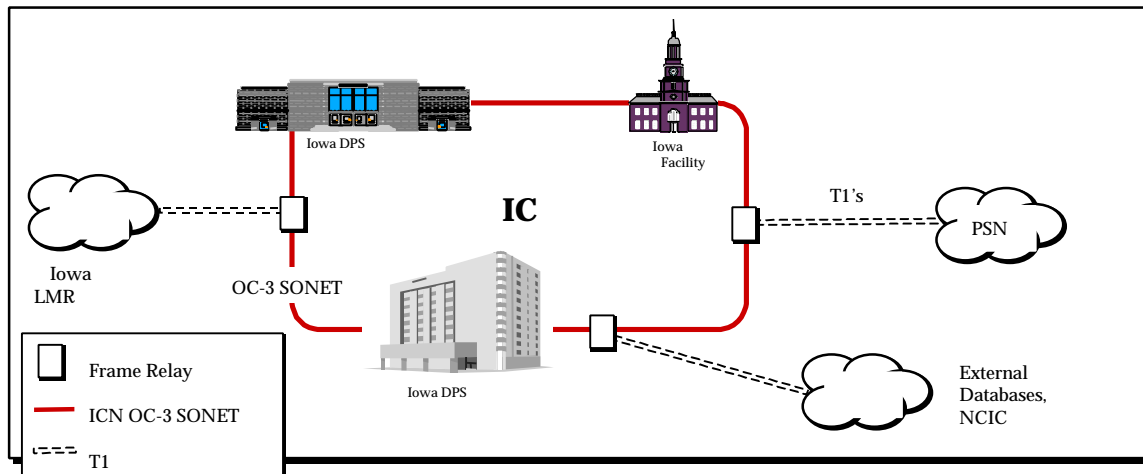 Iowa DPS
Iowa
Facility
T1's
IC
PSN
Iowa
LMR
OC-3 SONET
Iowa DPS
External
Databases,
NCIC
Frame Relay
ICN OC-3 SONET
T1